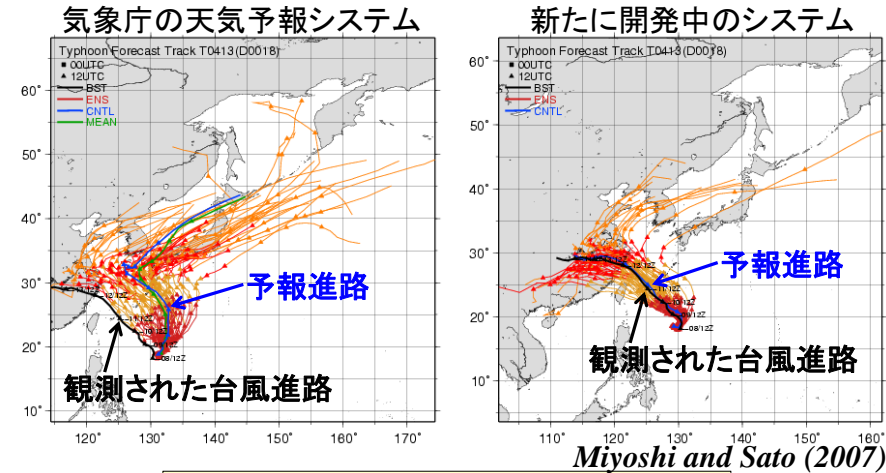 気象庁の天気予報システム
Typhoon Forecast Track T0413(D0018)
00UTC
12UTC
BST
ENS
CNTL
MEAN
60°
50°
40°
30°
20°
10°
120°
130°
140°
150°
160°
170°
予報進路
観測された台風進路
08/12Z
新たに開発中のシステム
Typhoon Forecast Track T0413(D0018)
00UTC
12UTC
BST
ENS
CNTL
60°
50°
40°
30°
20°
10°
110°
120°
130°
140°
150°
160°
予報進路
観測された台風進路
08/12Z
Miyoshi and Sato (2007)